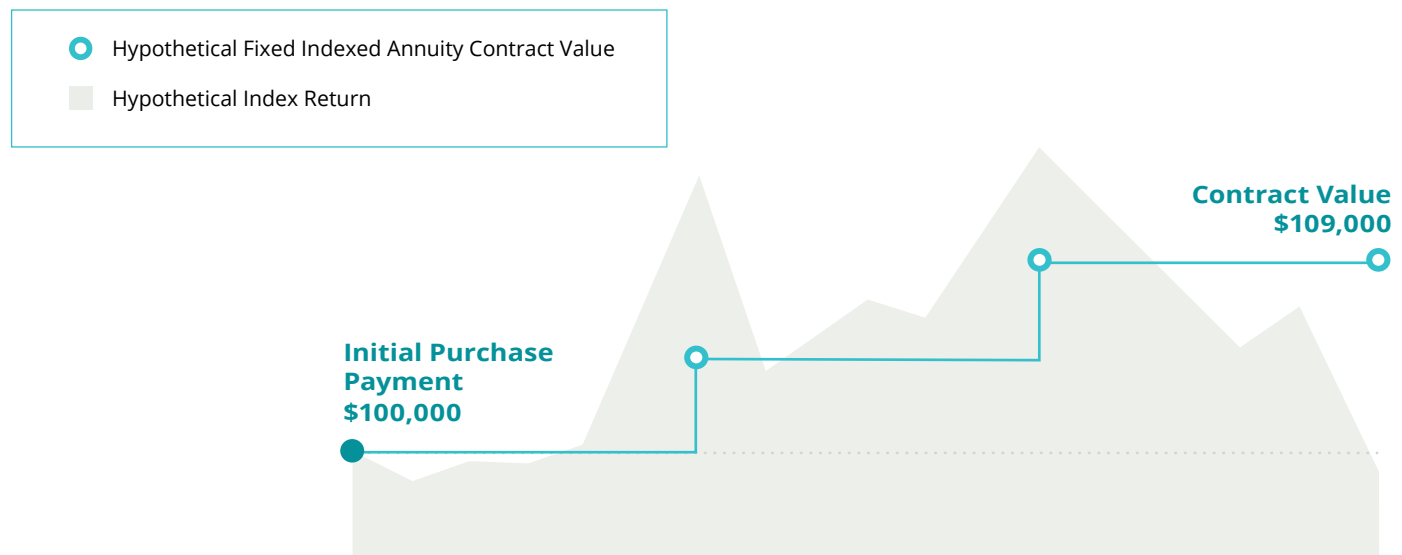 Hypothetical Fixed Indexed Annuity Contract Value
Hypothetical Index Return
Contract Value
$109,000
Initial Purchase
Payment
$100,000